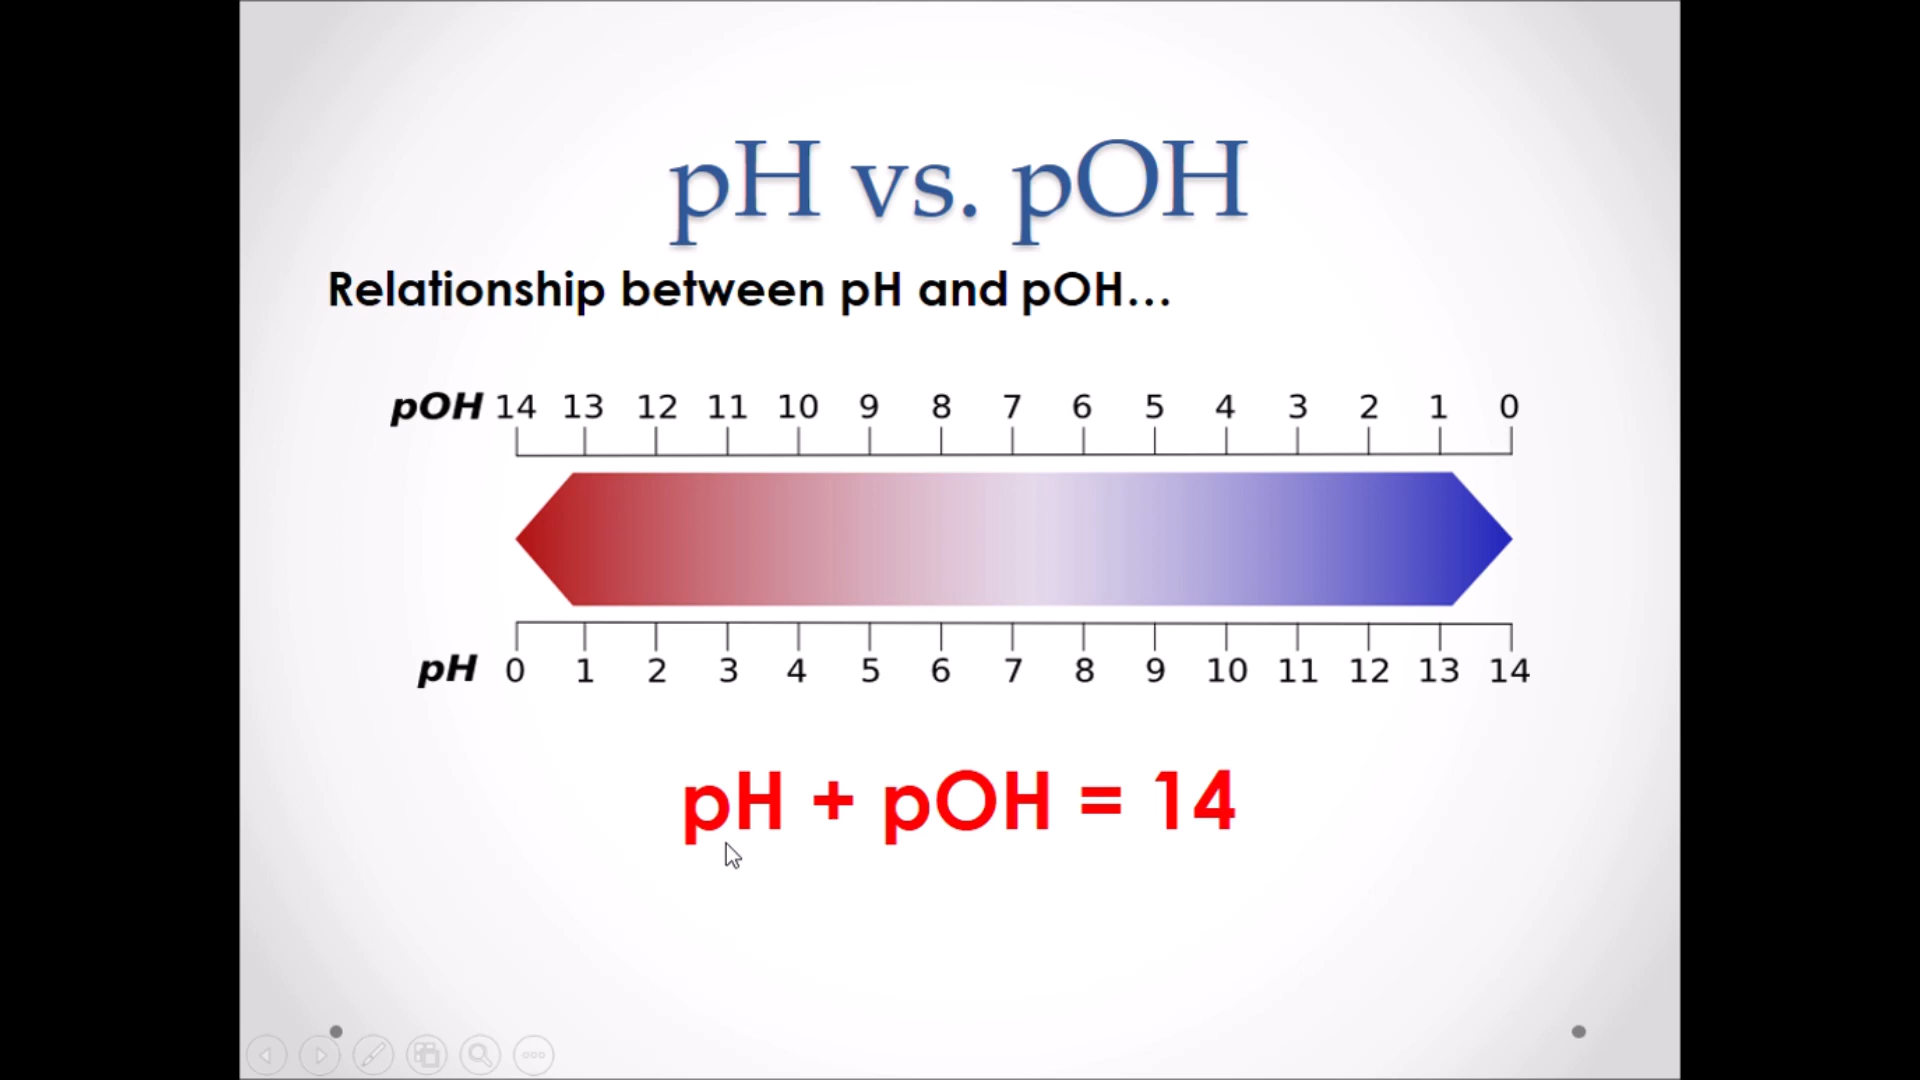 pH vs. pOH
Relationship between pH and pOH...
pOH 14 13 12 11 10 9 8 7 6 5 4 3 2 1 0
pH 0 1 2 3 4 5 6 7 8 9 10 11 12 13 14
pH + pOH = 14